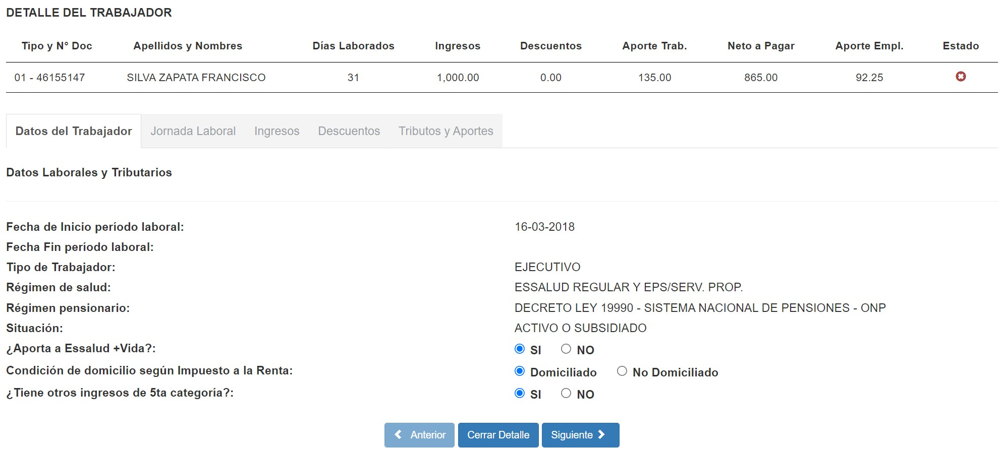 DETALLE DEL TRABAJADOR
Tipo y N° Doc Apellidos y Nombres Días Laborados Ingresos Descuentos Aporte Trab. Neto a Pagar Aporte Empl. Estado
01 - 46155147 SILVA ZAPATA FRANCISCO 31 1,000.00 0.00 135.00 865.00 92.25
Datos del Trabajador Jornada Laboral Ingresos Descuentos Tributos y Aportes
Datos Laborales y Tributarios
Fecha de Inicio período laboral: 16-03-2018
Fecha Fin período laboral:
Tipo de Trabajador: EJECUTIVO
Régimen de salud: ESSALUD REGULAR Y EPS/SERV. PROP.
Régimen pensionario: DECRETO LEY 19990 - SISTEMA NACIONAL DE PENSIONES - ONP
Situación: ACTIVO O SUBSIDIADO
¿Aporta a Essalud +Vida?: SI NO
Condición de domicilio según Impuesto a la Renta: Domiciliado No Domiciliado
¿Tiene otros ingresos de 5ta categoría?: SI NO
Anterior Cerrar Detalle Siguiente